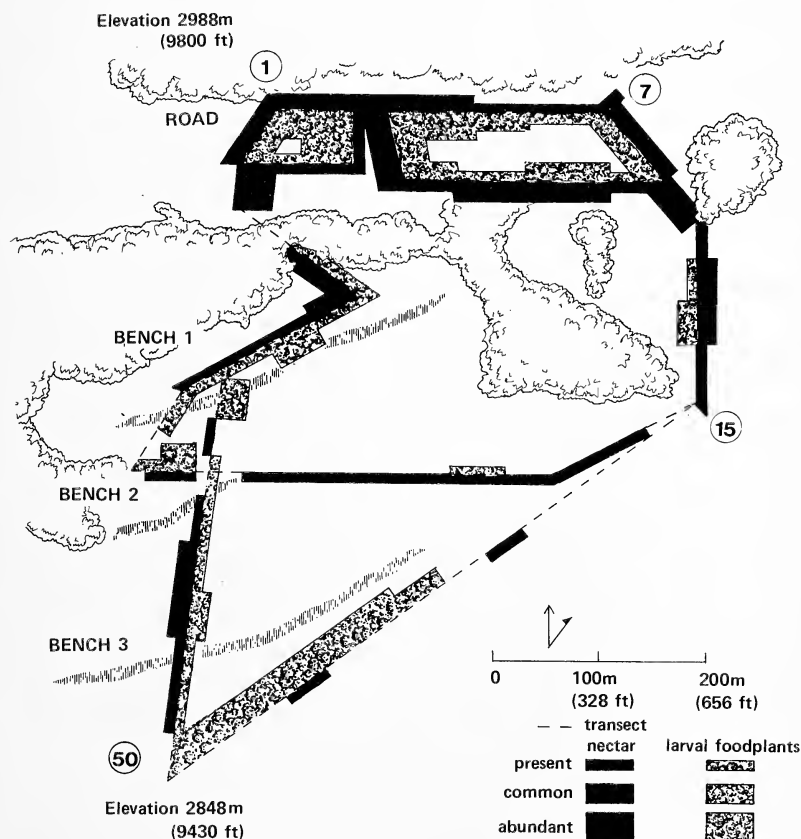 Elevation 2988m
(9800 ft)
1
7
ROAD
BENCH 1
15
BENCH 2
BENCH 3
0 100m 200m
(328 ft) (656 ft)
– – transect
nectar larval foodplants
present
common
abundant
50
Elevation 2848m
(9430 ft)